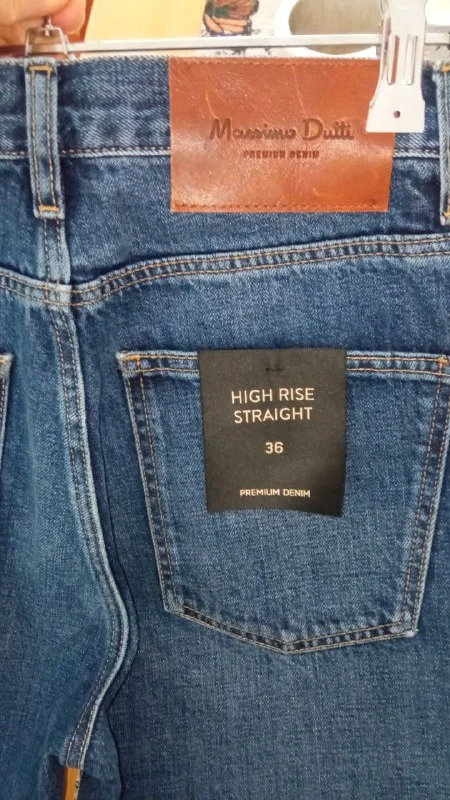 Massimo Dutti
PREMIUM DENIM
HIGH RISE
STRAIGHT
36
PREMIUM DENIM